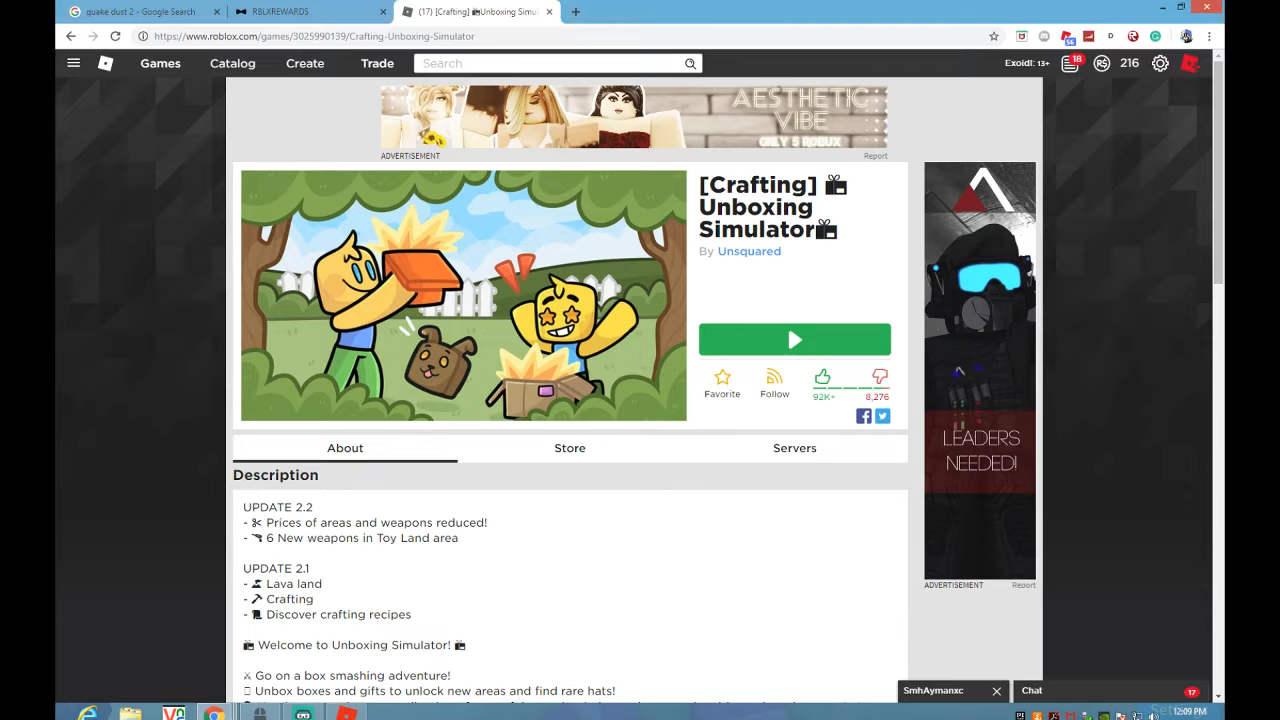 quake dust 2 - Google Search
RBLXREWARDS
(17) [Crafting] Unboxing Simul
https://www.roblox.com/games/3025990139/Crafting-Unboxing-Simulator
56
Games
Catalog
Create
Trade
Search
Exoidl: 13+
18
216
AESTHETIC
VIBE
ONLY 5 ROBUX
ADVERTISEMENT
Report
[Crafting]
Unboxing
Simulator
By Unsquared
Favorite
Follow
92K+
8,276
About
Store
Servers
Description
UPDATE 2.2
- Prices of areas and weapons reduced!
- 6 New weapons in Toy Land area
UPDATE 2.1
- Lava land
- Crafting
- Discover crafting recipes
Welcome to Unboxing Simulator!
Go on a box smashing adventure!
Unbox boxes and gifts to unlock new areas and find rare hats!
LEADERS
NEEDED!
ADVERTISEMENT
Report
SmhAymanxc
Chat
17
12:09 PM